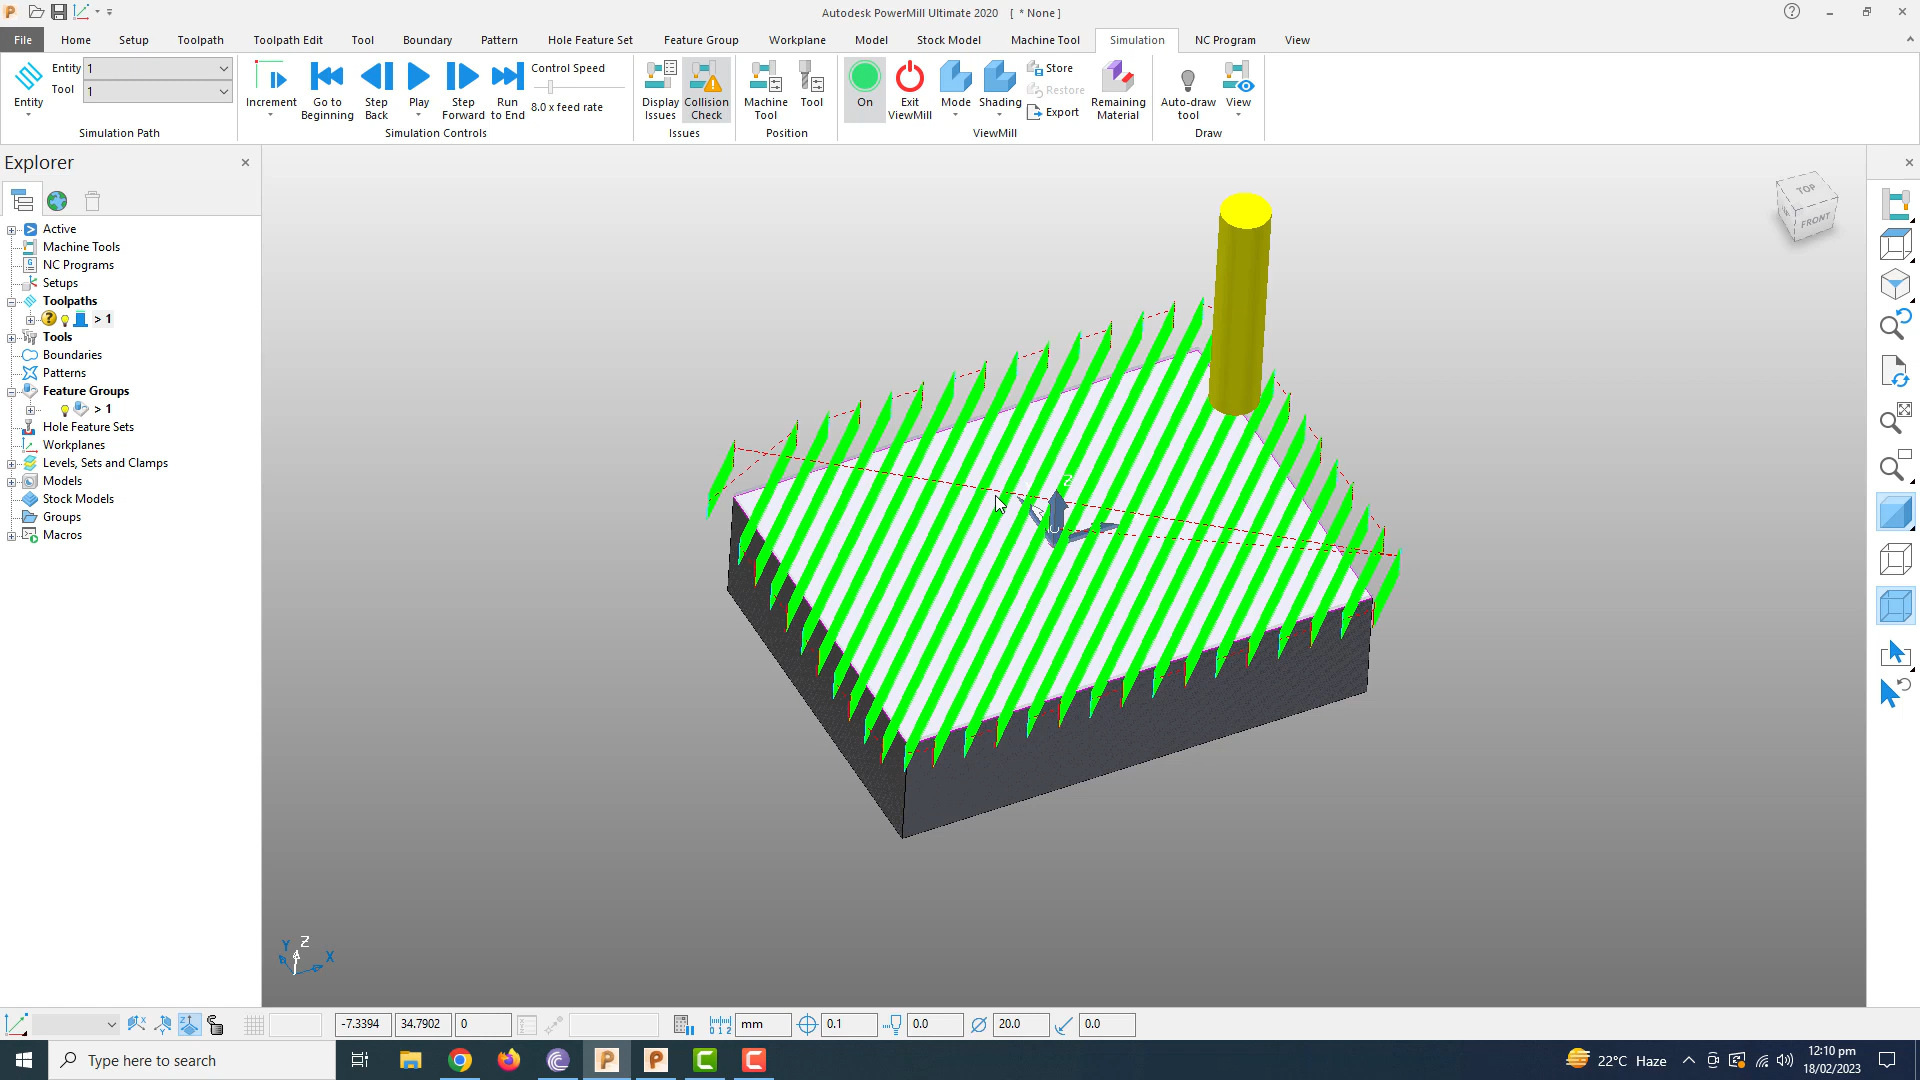 Autodesk PowerMill Ultimate 2020 [ * None ]
File Home Setup Toolpath Toolpath Edit Tool Boundary Pattern Hole Feature Set Feature Group Workplane Model Stock Model Machine Tool Simulation NC Program View
Entity
Entity 1
Tool 1
Simulation Path
Increment
Go to Beginning
Step Back
Play
Step Forward
Run to End
Control Speed
8.0 x feed rate
Simulation Controls
Display Issues
Collision Check
Issues
Machine Tool
Tool
Position
On
Exit ViewMill
Mode
Shading
Store
Restore
Export
Remaining Material
ViewMill
Auto-draw tool
View
Draw
Explorer
Active
Machine Tools
NC Programs
Setups
Toolpaths
> 1
Tools
Boundaries
Patterns
Feature Groups
> 1
Hole Feature Sets
Workplanes
Levels, Sets and Clamps
Models
Stock Models
Groups
Macros
TOP
FRONT
Z
Y Z X
-7.3394 34.7902 0 mm 0.1 0.0 20.0 0.0
Type here to search
22°C Haze
12:10 pm
18/02/2023